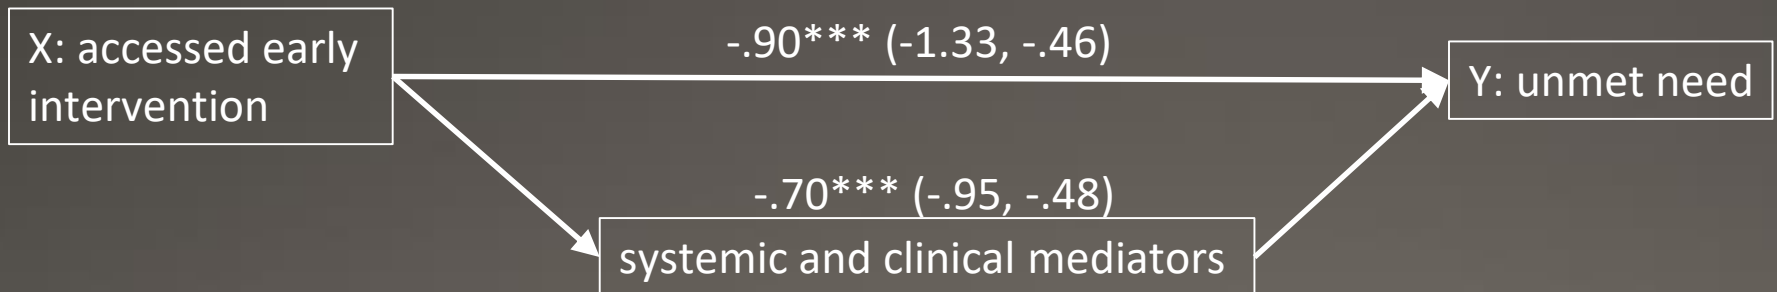 X: accessed early
intervention
-.90*** (-1.33, -.46)
Y: unmet need
-.70*** (-.95, -.48)
systemic and clinical mediators